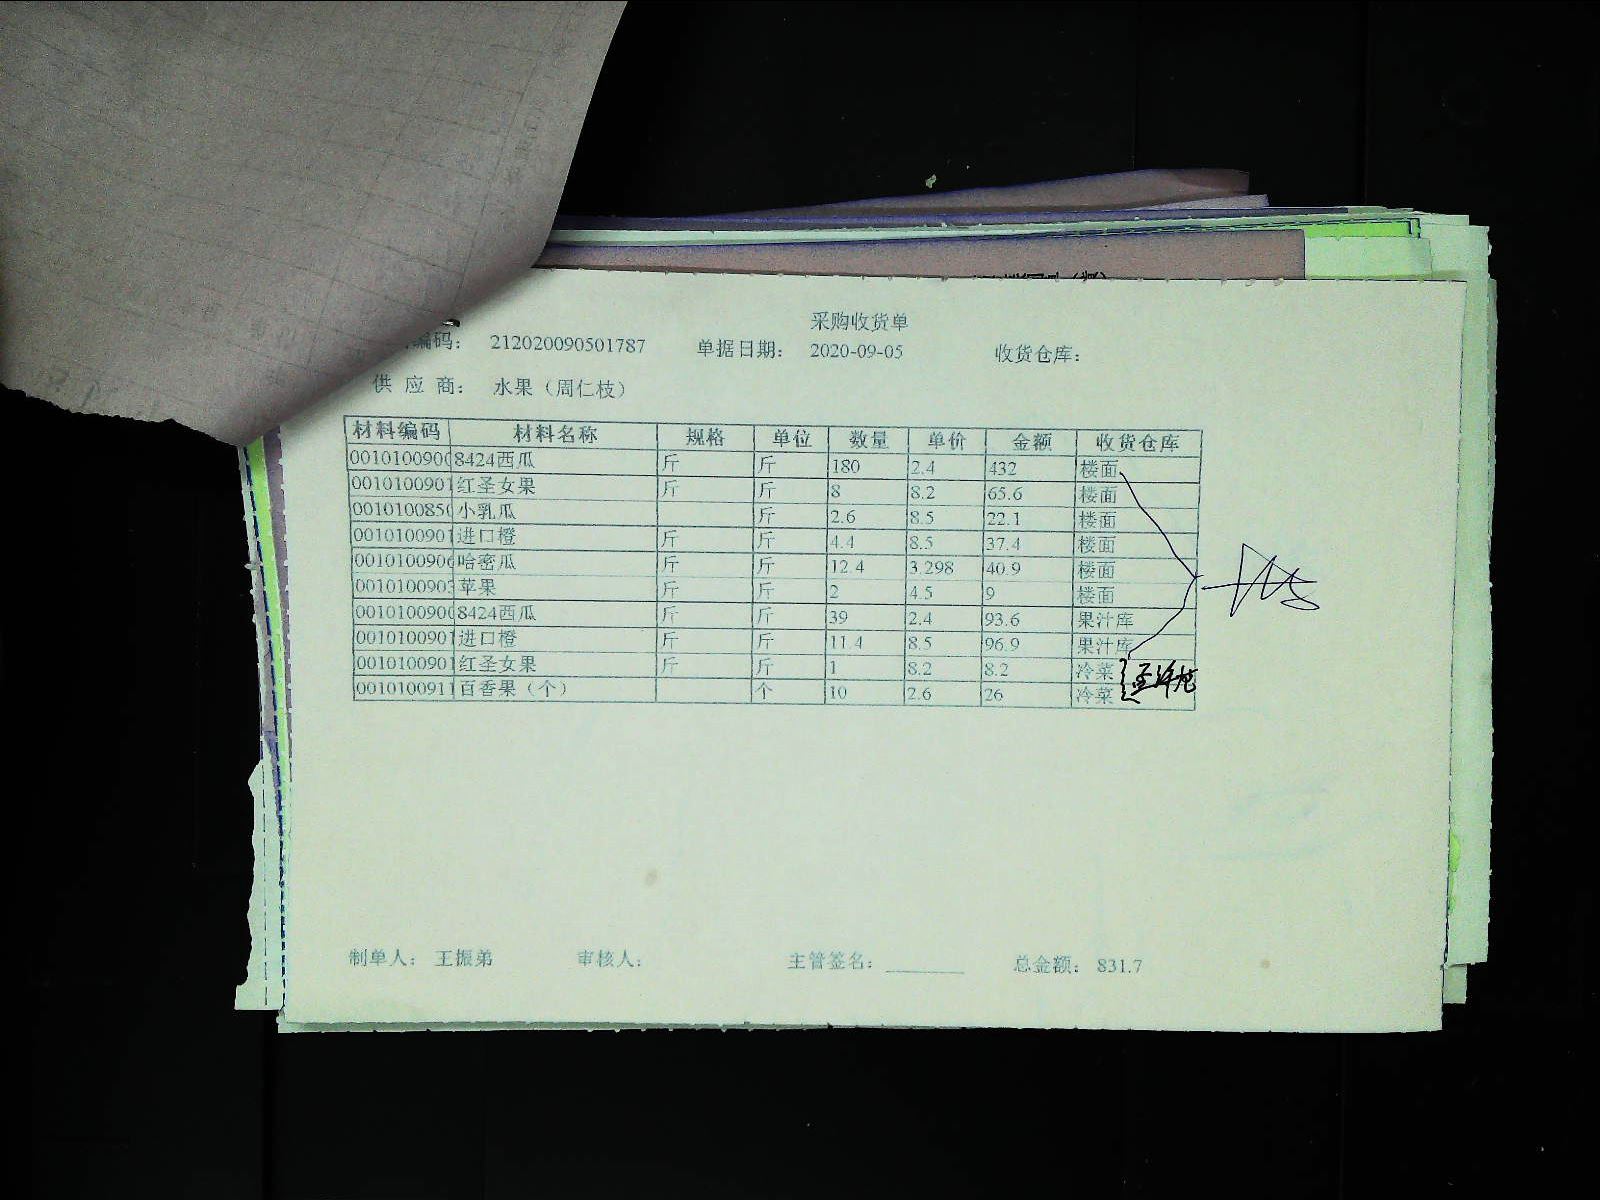 采购收货单
编码： 212020090501787 单据日期： 2020-09-05 收货仓库：
供 应 商： 水果（周仁枝）
材料编码 材料名称 规格 单位 数量 单价 金额 收货仓库
0010100900 8424西瓜 斤 斤 180 2.4 432 楼面
0010100901 红圣女果 斤 斤 8 8.2 65.6 楼面
001010085 小乳瓜 斤 2.6 8.5 22.1 楼面
0010100901 进口橙 斤 斤 4.4 8.5 37.4 楼面
001010090 哈密瓜 斤 斤 12.4 3.298 40.9 楼面
001010090 苹果 斤 斤 2 4.5 9 楼面
0010100900 8424西瓜 斤 斤 39 2.4 93.6 果汁库
0010100901 进口橙 斤 斤 11.4 8.5 96.9 果汁库
0010100901 红圣女果 斤 斤 1 8.2 8.2 冷菜
0010100911 百香果（个） 个 10 2.6 26 冷菜
制单人： 王振弟 审核人： 主管签名： 总金额： 831.7